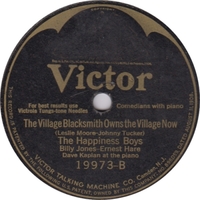 Victor
For best results use
Victrola Tungs-tone Needles
Comedians with piano
The Village Blacksmith Owns the Village Now
(Leslie Moore-Johnny Tucker)
The Happiness Boys
Billy Jones-Ernest Hare
Dave Kaplan at the piano
19973-B
VICTOR TALKING MACHINE CO.